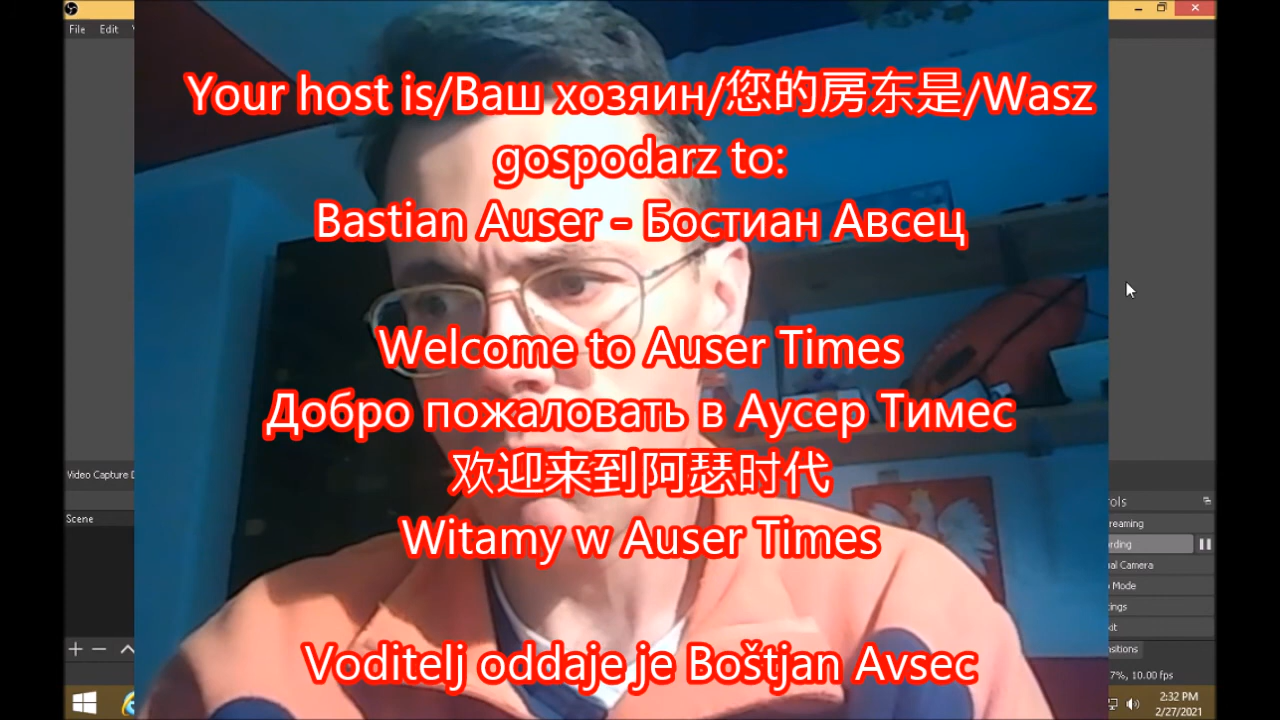 File Edit
Your host is/Ваш хозяин/您的房东是/Wasz
gospodarz to:
Bastian Auser - Бостиан Авсец
Welcome to Auser Times
Добро пожаловать в Аусер Тимес
欢迎来到阿瑟时代
Witamy w Auser Times
Voditelj oddaje je Boštjan Avsec
Video Capture D
Scene
ols
reaming
rding
ual Camera
o Mode
ings
xit
nsitions
7%, 10.00 fps
2:32 PM
2/27/2021